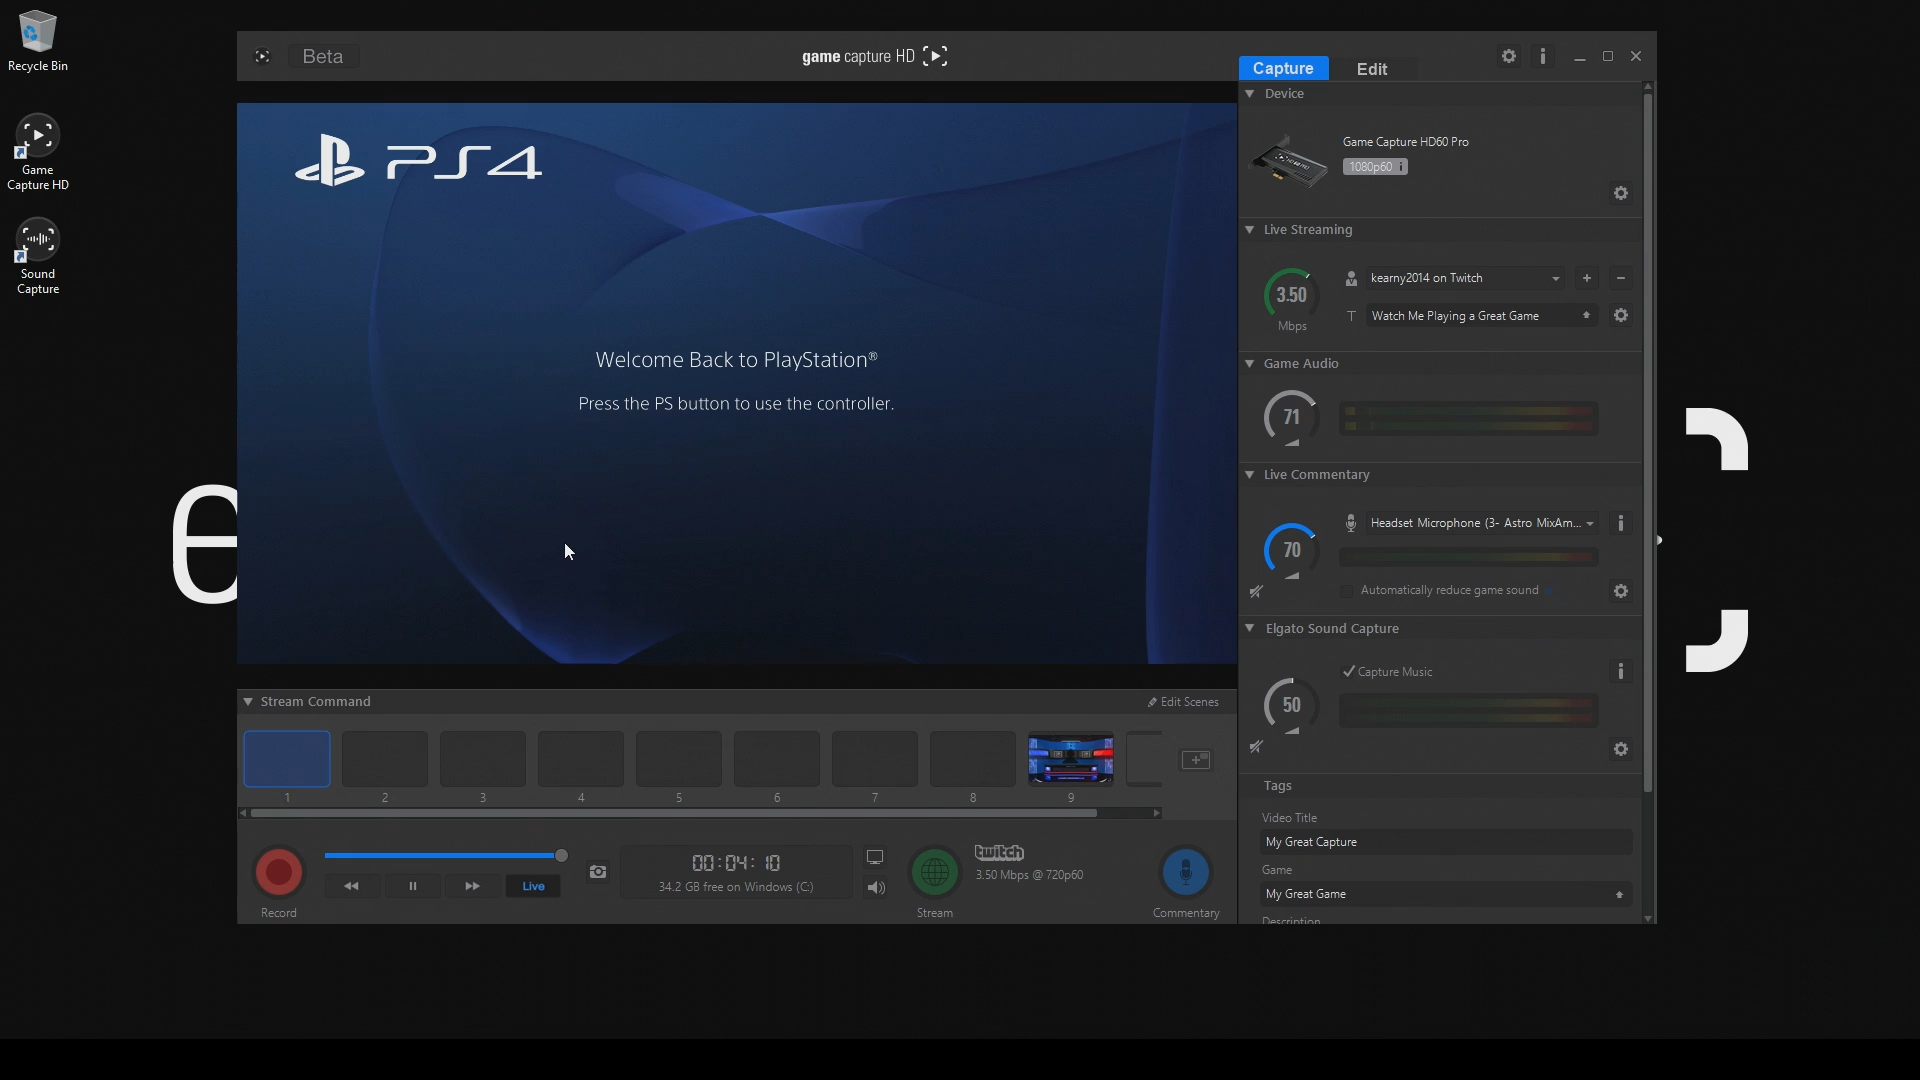 Recycle Bin
Game
Capture HD
Sound
Capture
Beta
game capture HD
Capture
Edit
PS4
Welcome Back to PlayStation®
Press the PS button to use the controller.
Device
Game Capture HD60 Pro
1080p60 i
Live Streaming
3.50
Mbps
kearny2014 on Twitch
+
-
T
Watch Me Playing a Great Game
Game Audio
71
Live Commentary
70
Headset Microphone (3- Astro MixAm...
Automatically reduce game sound
Elgato Sound Capture
50
Capture Music
Tags
Video Title
My Great Capture
Game
My Great Game
Description
Stream Command
Edit Scenes
1
2
3
4
5
6
7
8
9
Record
Live
00:04:10
34.2 GB free on Windows (C:)
Stream
twitch
3.50 Mbps @ 720p60
Commentary
e